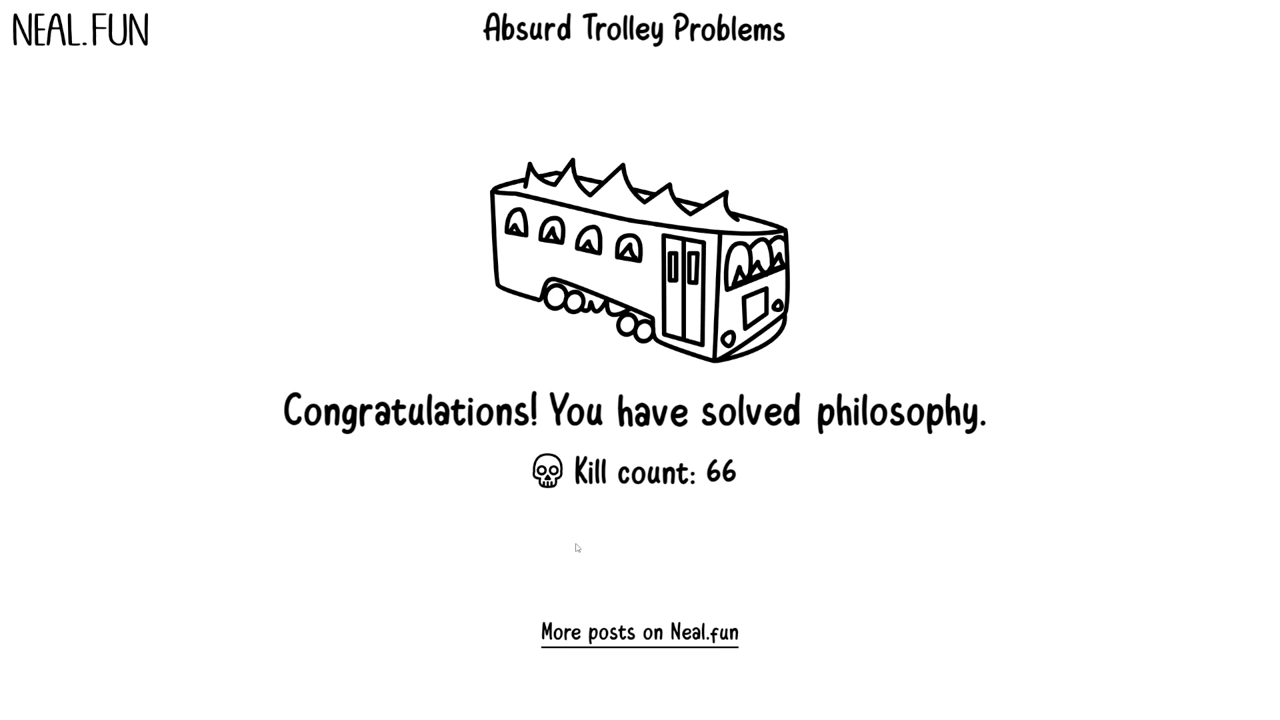 NEAL.FUN
Absurd Trolley Problems
Congratulations! You have solved philosophy.
Kill count: 66
More posts on Neal.fun